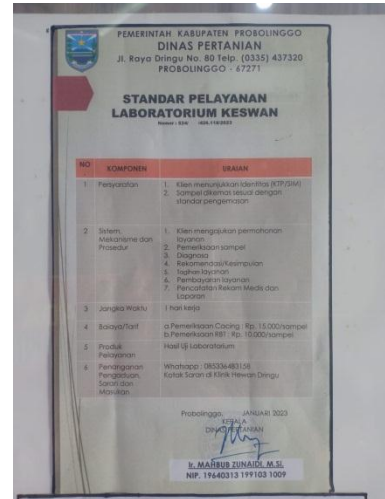 PEMERINTAH KABUPATEN PROBOLINGGO
DINAS PERTANIAN
Jl. Raya Dringu No. 80 Telp. (0335) 437320
PROBOLINGGO - 67271
STANDAR PELAYANAN
LABORATORIUM KESWAN
NO KOMPONEN URAIAN
1 Persyaratan 1. Klien menunjukkan identitas (KTP/SIM)
2. Sampel dikemas sesuai dengan
standar pengemasan
2 Sistem, 1. Klien mengajukan permohonan
Mekanisme dan layanan
Prosedur 2. Pemeriksaan sampel
3. Diagnosa
4. Rekomendasi/Kesimpulan
5. Tagihan layanan
6. Pembayaran layanan
7. Pencatatan Rekam Medis dan
Laporan
3 Jangka Waktu 1 hari kerja
4 Biaya/Tarif a.Pemeriksaan Cacing : Rp. 15.000/sampel
b.Pemeriksaan RBT : Rp. 10.000/sampel
5 Produk Hasil Uji Laboratorium
Pelayanan
6 Penanganan Whatsapp : 085336483158
Pengaduan, Kotak Saran di Klinik Hewan Dringu
Saran dan
Masukan
Probolinggo, JANUARI 2023
KEPALA
DINAS PERTANIAN
Ir. MAHBUB ZUNAIDI, M.Si.
NIP. 19640313 199103 1009